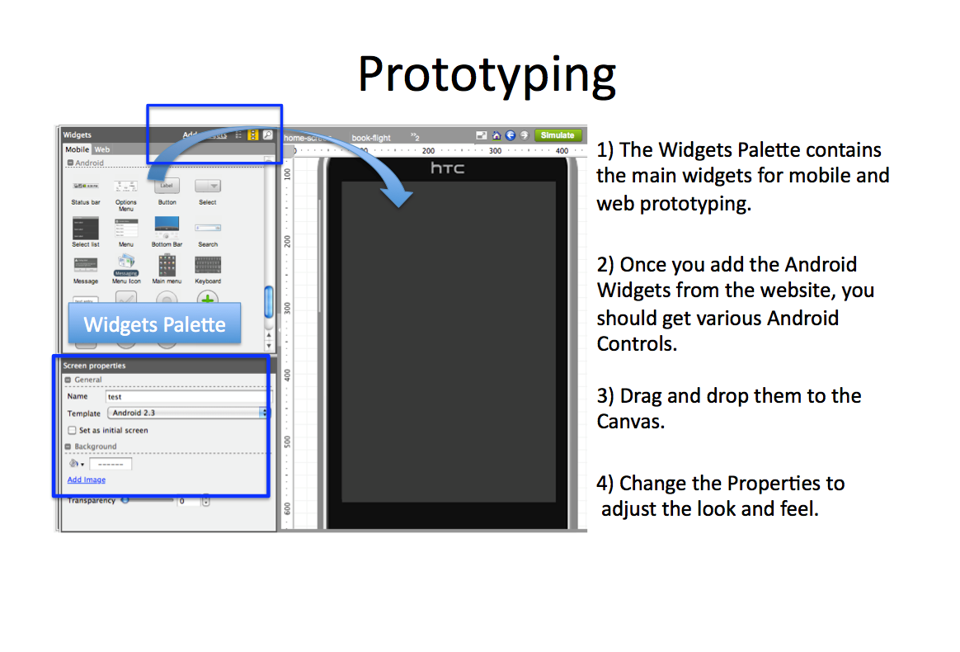 Prototyping
Widgets
Add Widgets
Mobile Web
Android
Status bar
Options Menu
Label
Button
Select
Select list
Menu
Bottom Bar
Search
Message
Messaging
Menu Icon
Main menu
Keyboard
Widgets Palette
Screen properties
General
Name test
Template Android 2.3
Set as initial screen
Background
------
Add Image
Transparency 0
book-flight
Simulate
200 300 400
100
200
300
400
500
600
hTC
1) The Widgets Palette contains
the main widgets for mobile and
web prototyping.
2) Once you add the Android
Widgets from the website, you
should get various Android
Controls.
3) Drag and drop them to the
Canvas.
4) Change the Properties to
adjust the look and feel.